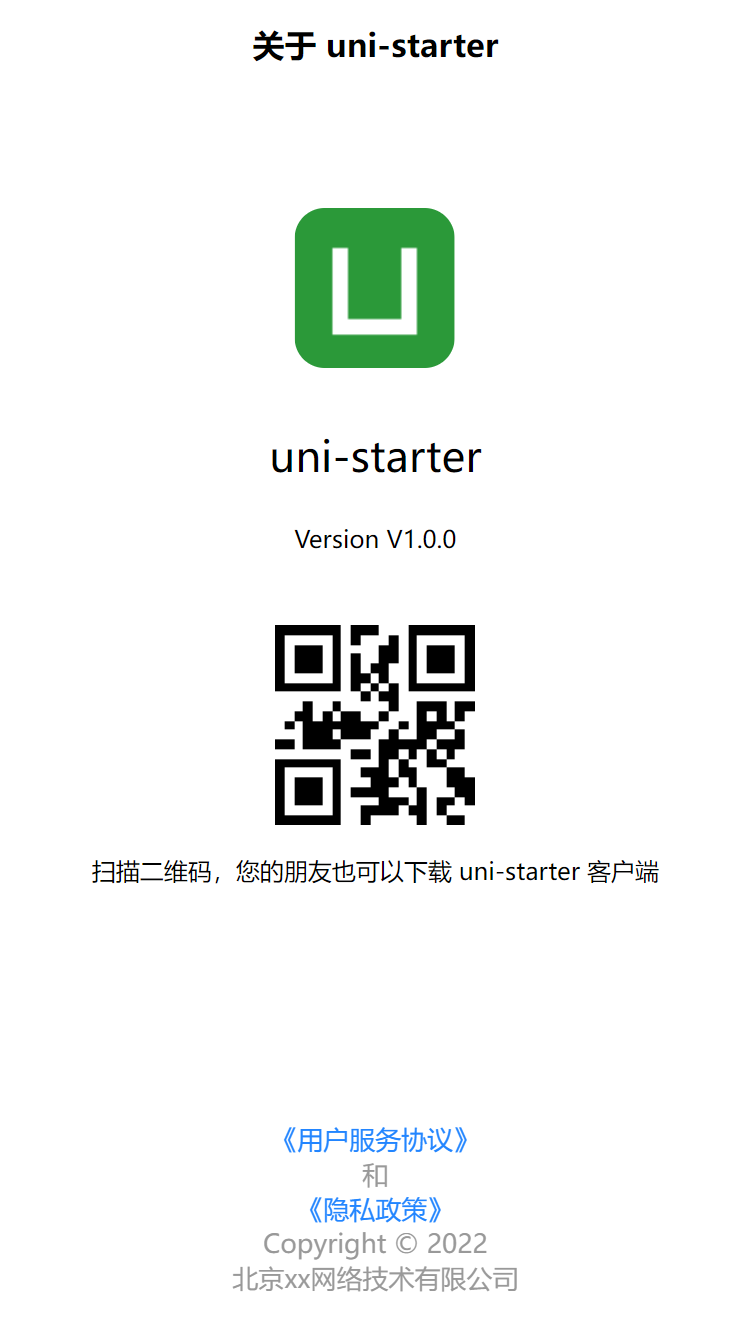 关于 uni-starter
uni-starter
Version V1.0.0
扫描二维码，您的朋友也可以下载 uni-starter 客户端
《用户服务协议》
和
《隐私政策》
Copyright © 2022
北京xx网络技术有限公司